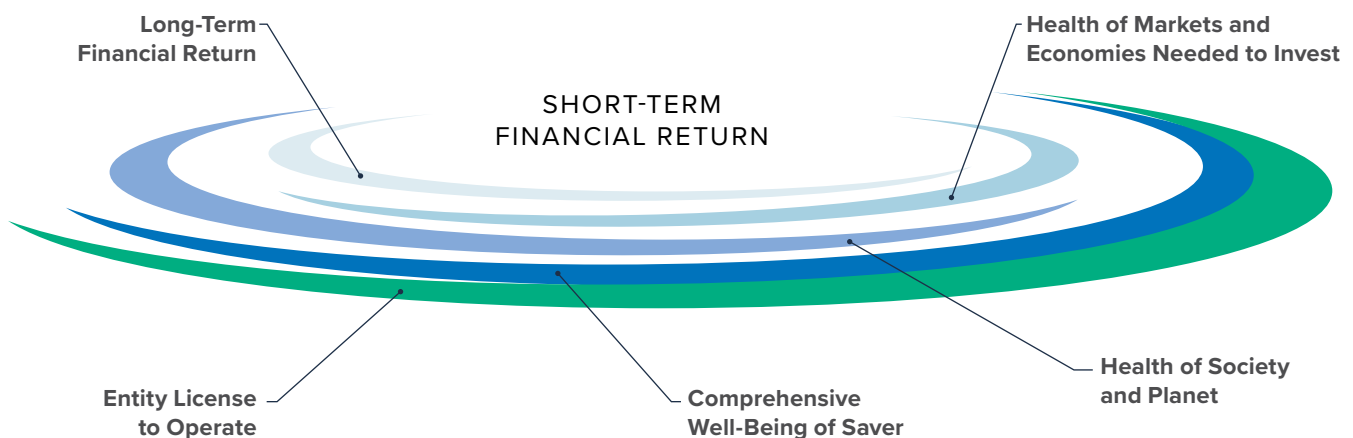 Long-Term
Financial Return
Health of Markets and
Economies Needed to Invest
SHORT-TERM
FINANCIAL RETURN
Health of Society
and Planet
Entity License
to Operate
Comprehensive
Well-Being of Saver